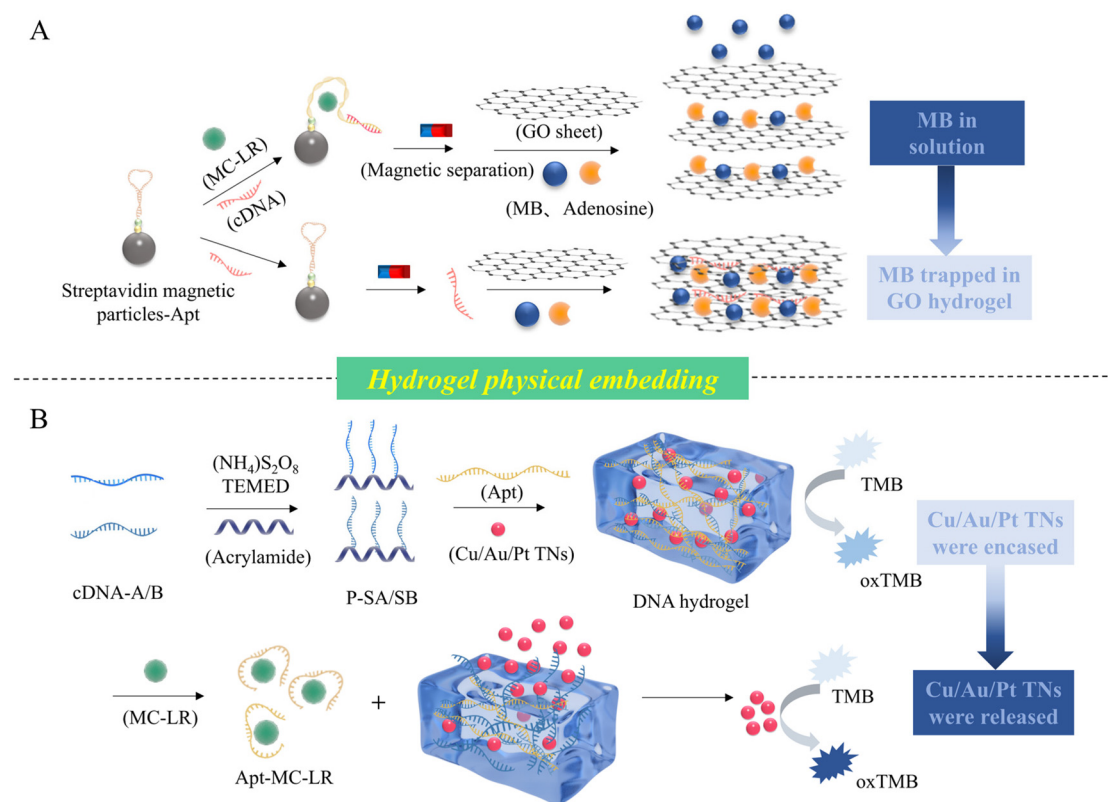 A
(MC-LR)
(cDNA)
Streptavidin magnetic
particles-Apt
(Magnetic separation)
(GO sheet)
(MB、Adenosine)
MB in
solution
MB trapped in
GO hydrogel
Hydrogel physical embedding
B
cDNA-A/B
(NH₄)S₂O₈
TEMED
(Acrylamide)
P-SA/SB
(Apt)
(Cu/Au/Pt TNs)
DNA hydrogel
TMB
oxTMB
Cu/Au/Pt TNs
were encased
(MC-LR)
Apt-MC-LR
+
TMB
oxTMB
Cu/Au/Pt TNs
were released